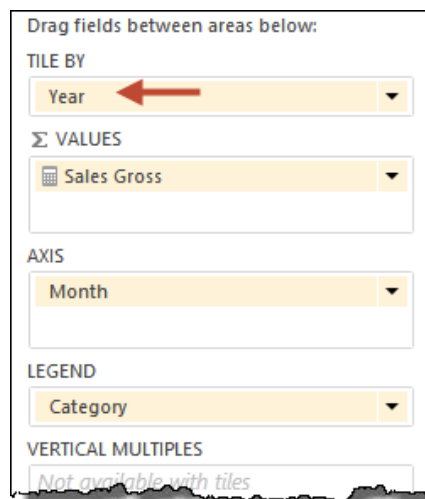 Drag fields between areas below:
TILE BY
Year
Σ VALUES
Sales Gross
AXIS
Month
LEGEND
Category
VERTICAL MULTIPLES
Not available with tiles